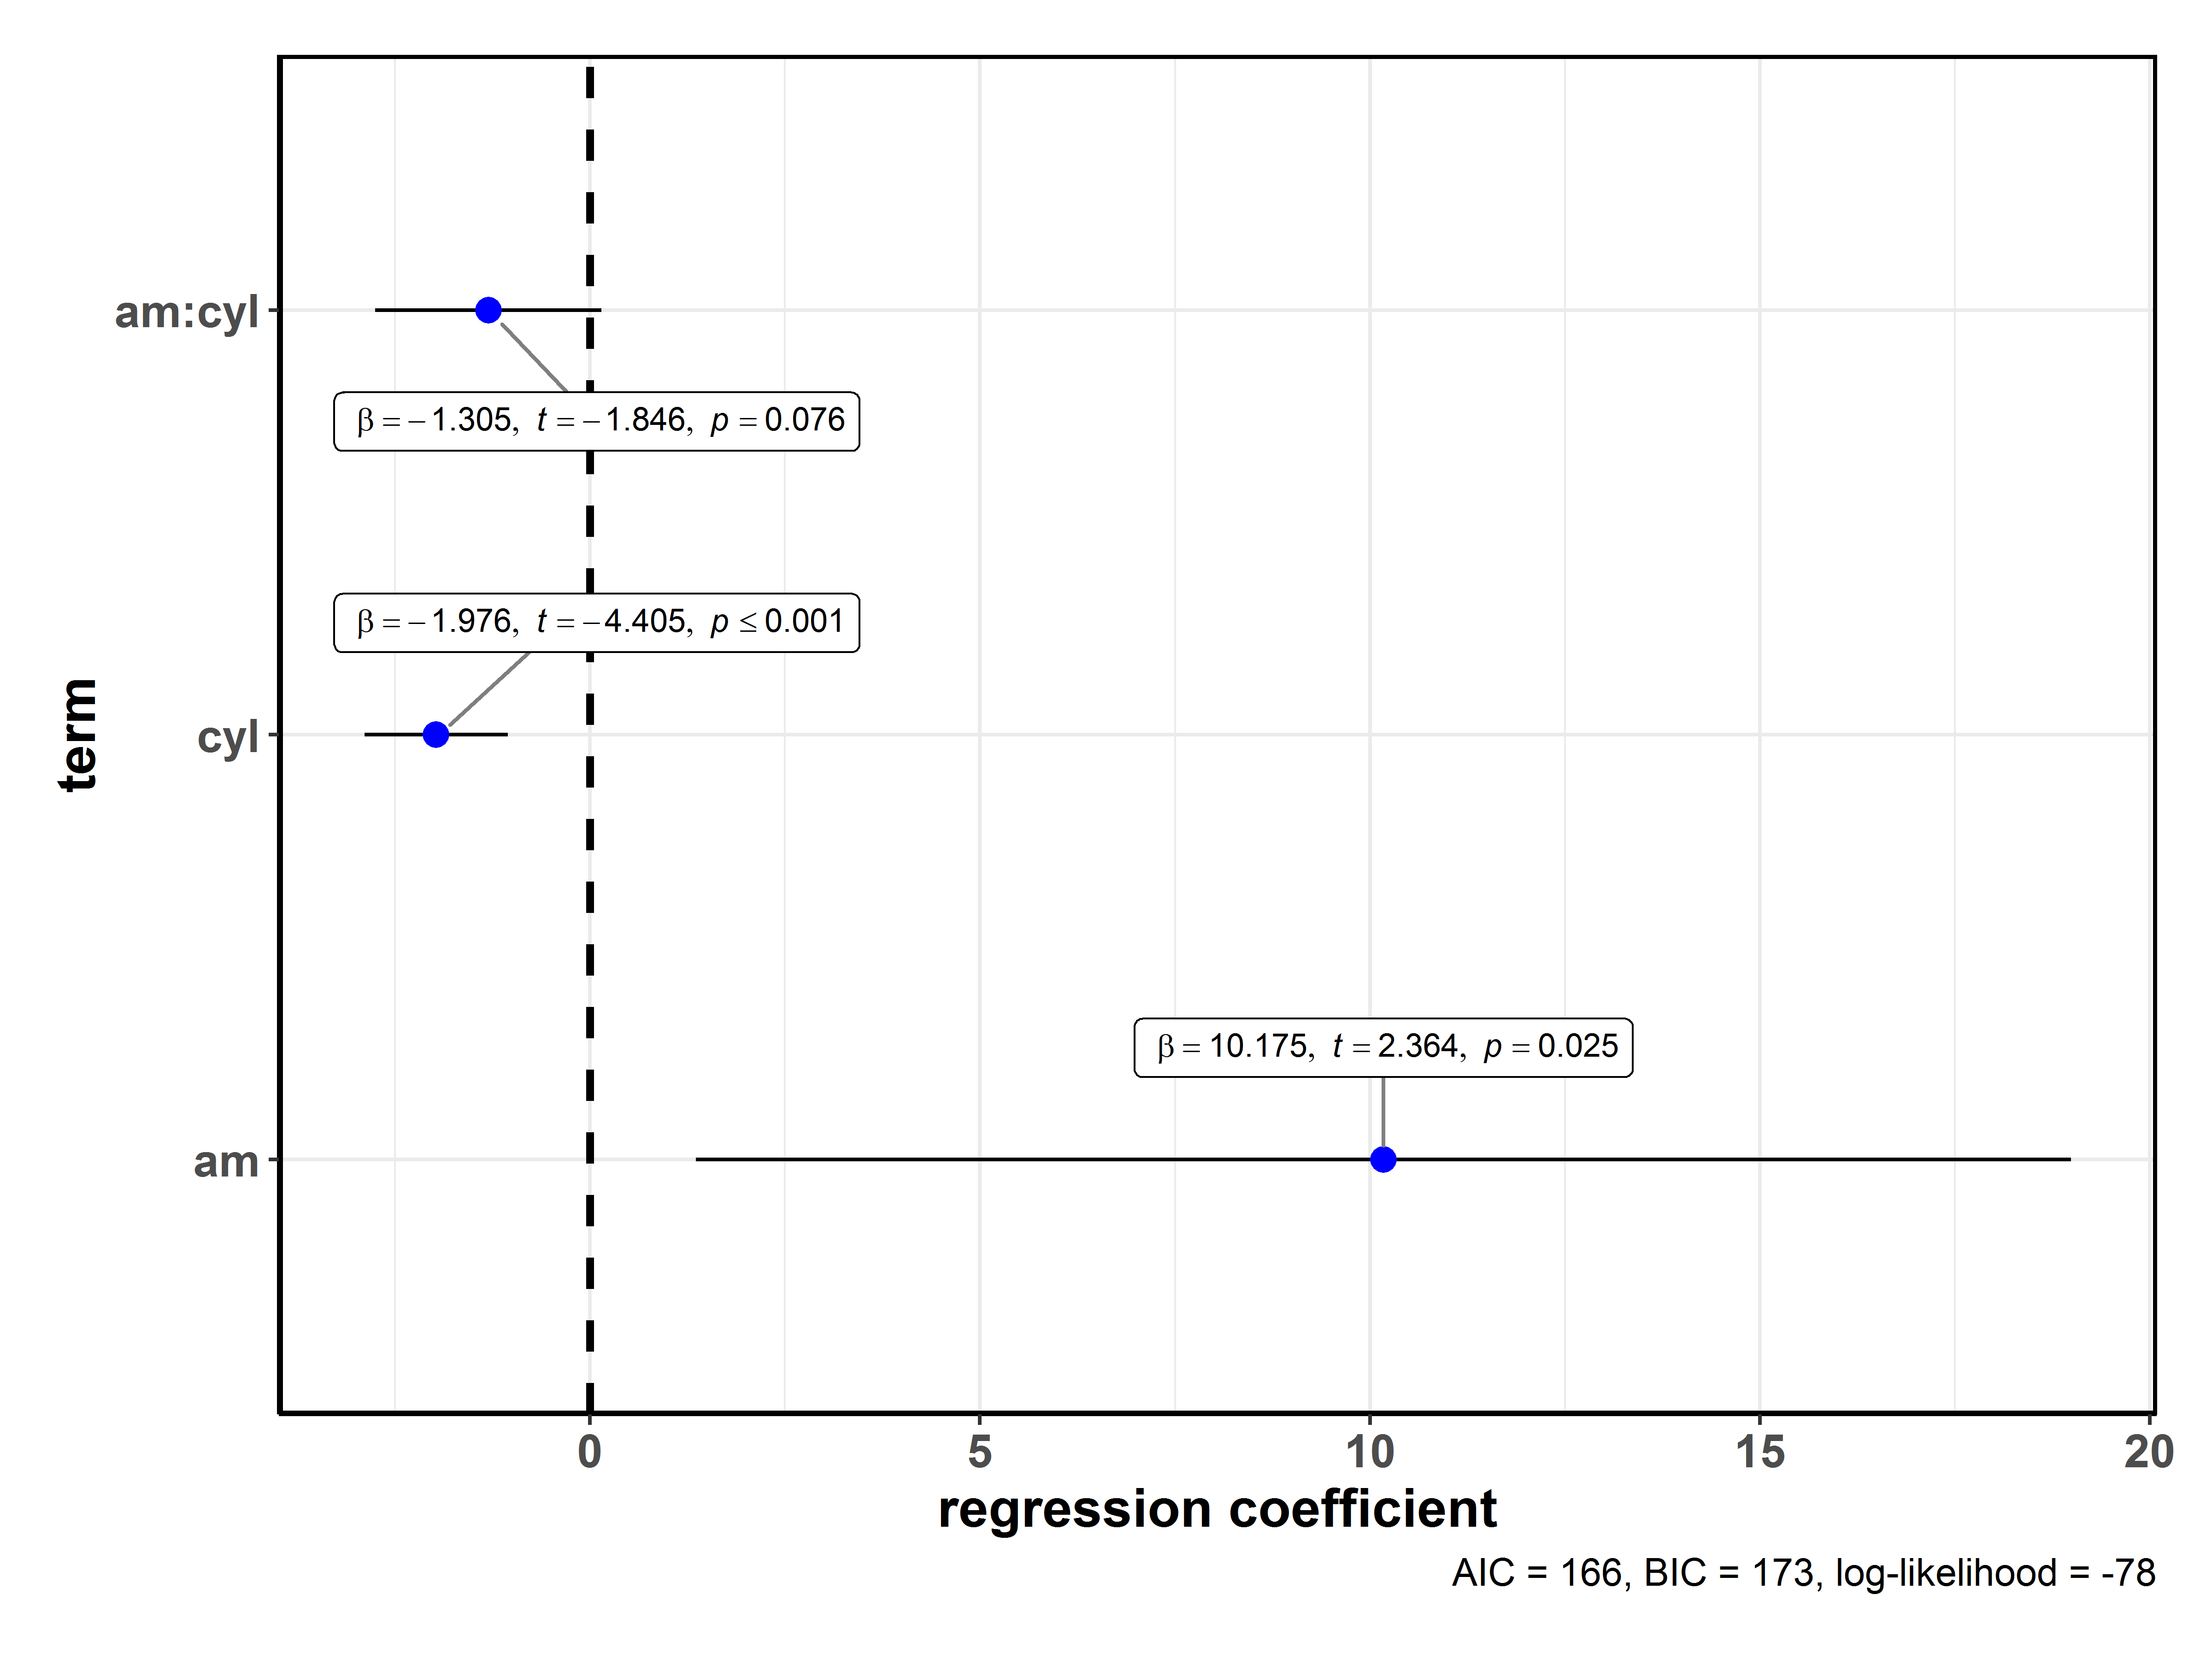 am:cyl
β = −1.305, t = −1.846, p = 0.076
β = −1.976, t = −4.405, p ≤ 0.001
term
cyl
β = 10.175, t = 2.364, p = 0.025
am
0 5 10 15 20
regression coefficient
AIC = 166, BIC = 173, log-likelihood = -78